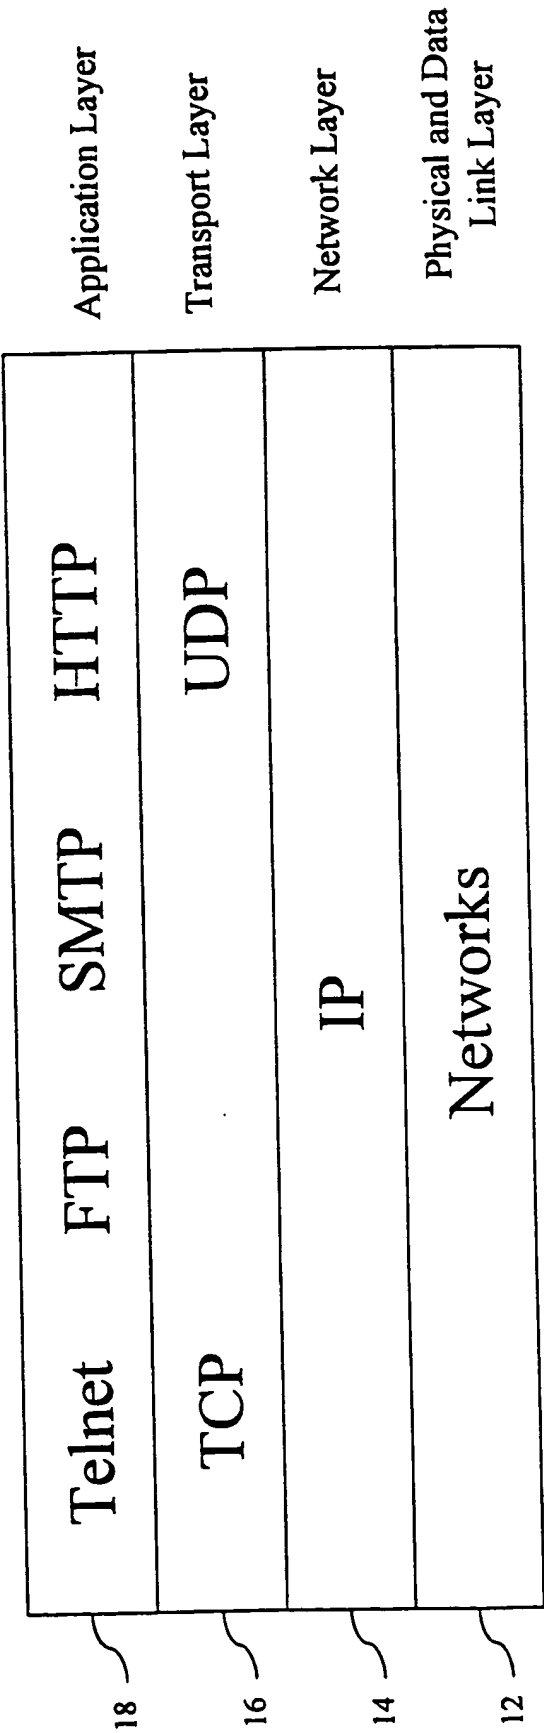 18 Telnet FTP SMTP HTTP Application Layer
16 TCP UDP Transport Layer
14 IP Network Layer
12 Networks Physical and Data
Link Layer